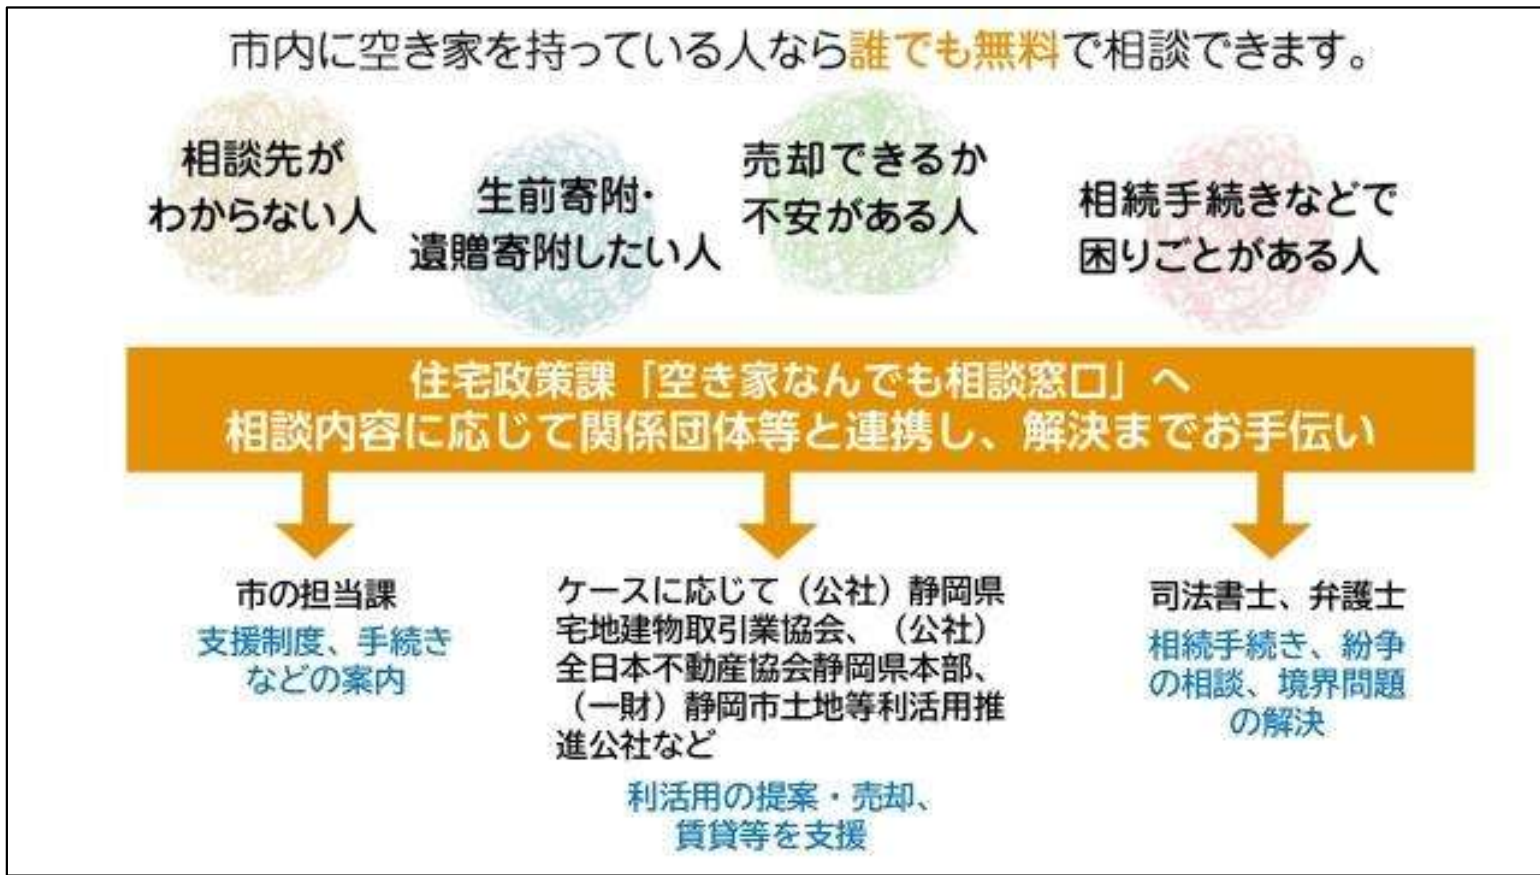 市内に空き家を持っている人なら誰でも無料で相談できます。
相談先が
わからない人
生前寄附・
遺贈寄附したい人
売却できるか
不安がある人
相続手続きなどで
困りごとがある人
住宅政策課「空き家なんでも相談窓口」へ
相談内容に応じて関係団体等と連携し、解決までお手伝い
市の担当課
支援制度、手続き
などの案内
ケースに応じて（公社）静岡県
宅地建物取引業協会、（公社）
全日本不動産協会静岡県本部、
（一財）静岡市土地等利活用推
進公社など
利活用の提案・売却、
賃貸等を支援
司法書士、弁護士
相続手続き、紛争
の相談、境界問題
の解決